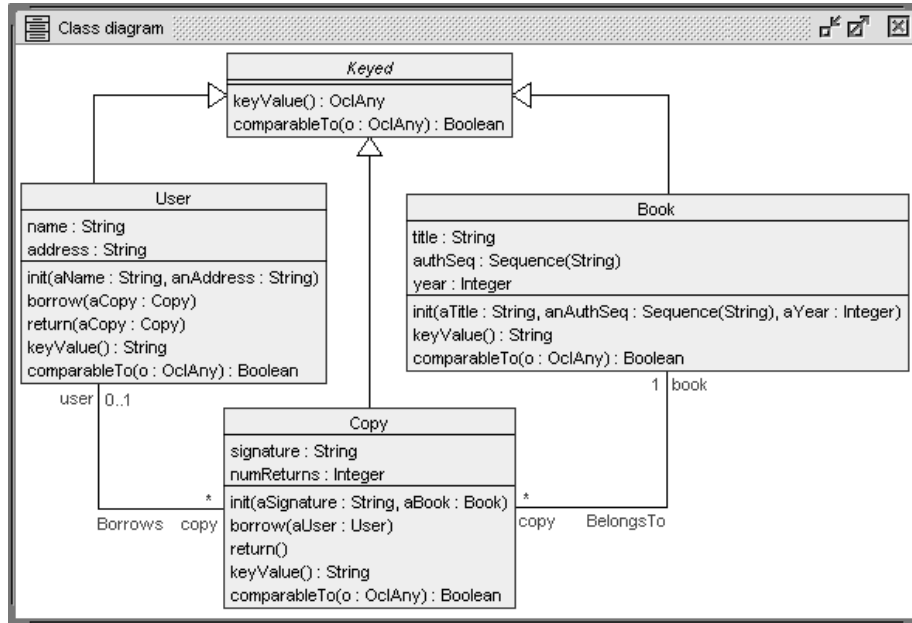 Class diagram
Keyed
keyValue() : OclAny
comparableTo(o : OclAny) : Boolean
User
name : String
address : String
init(aName : String, anAddress : String)
borrow(aCopy : Copy)
return(aCopy : Copy)
keyValue() : String
comparableTo(o : OclAny) : Boolean
Book
title : String
authSeq : Sequence(String)
year : Integer
init(aTitle : String, anAuthSeq : Sequence(String), aYear : Integer)
keyValue() : String
comparableTo(o : OclAny) : Boolean
user 0..1
1 book
Copy
signature : String
numReturns : Integer
init(aSignature : String, aBook : Book)
borrow(aUser : User)
return()
keyValue() : String
comparableTo(o : OclAny) : Boolean
*
Borrows copy
*
copy BelongsTo